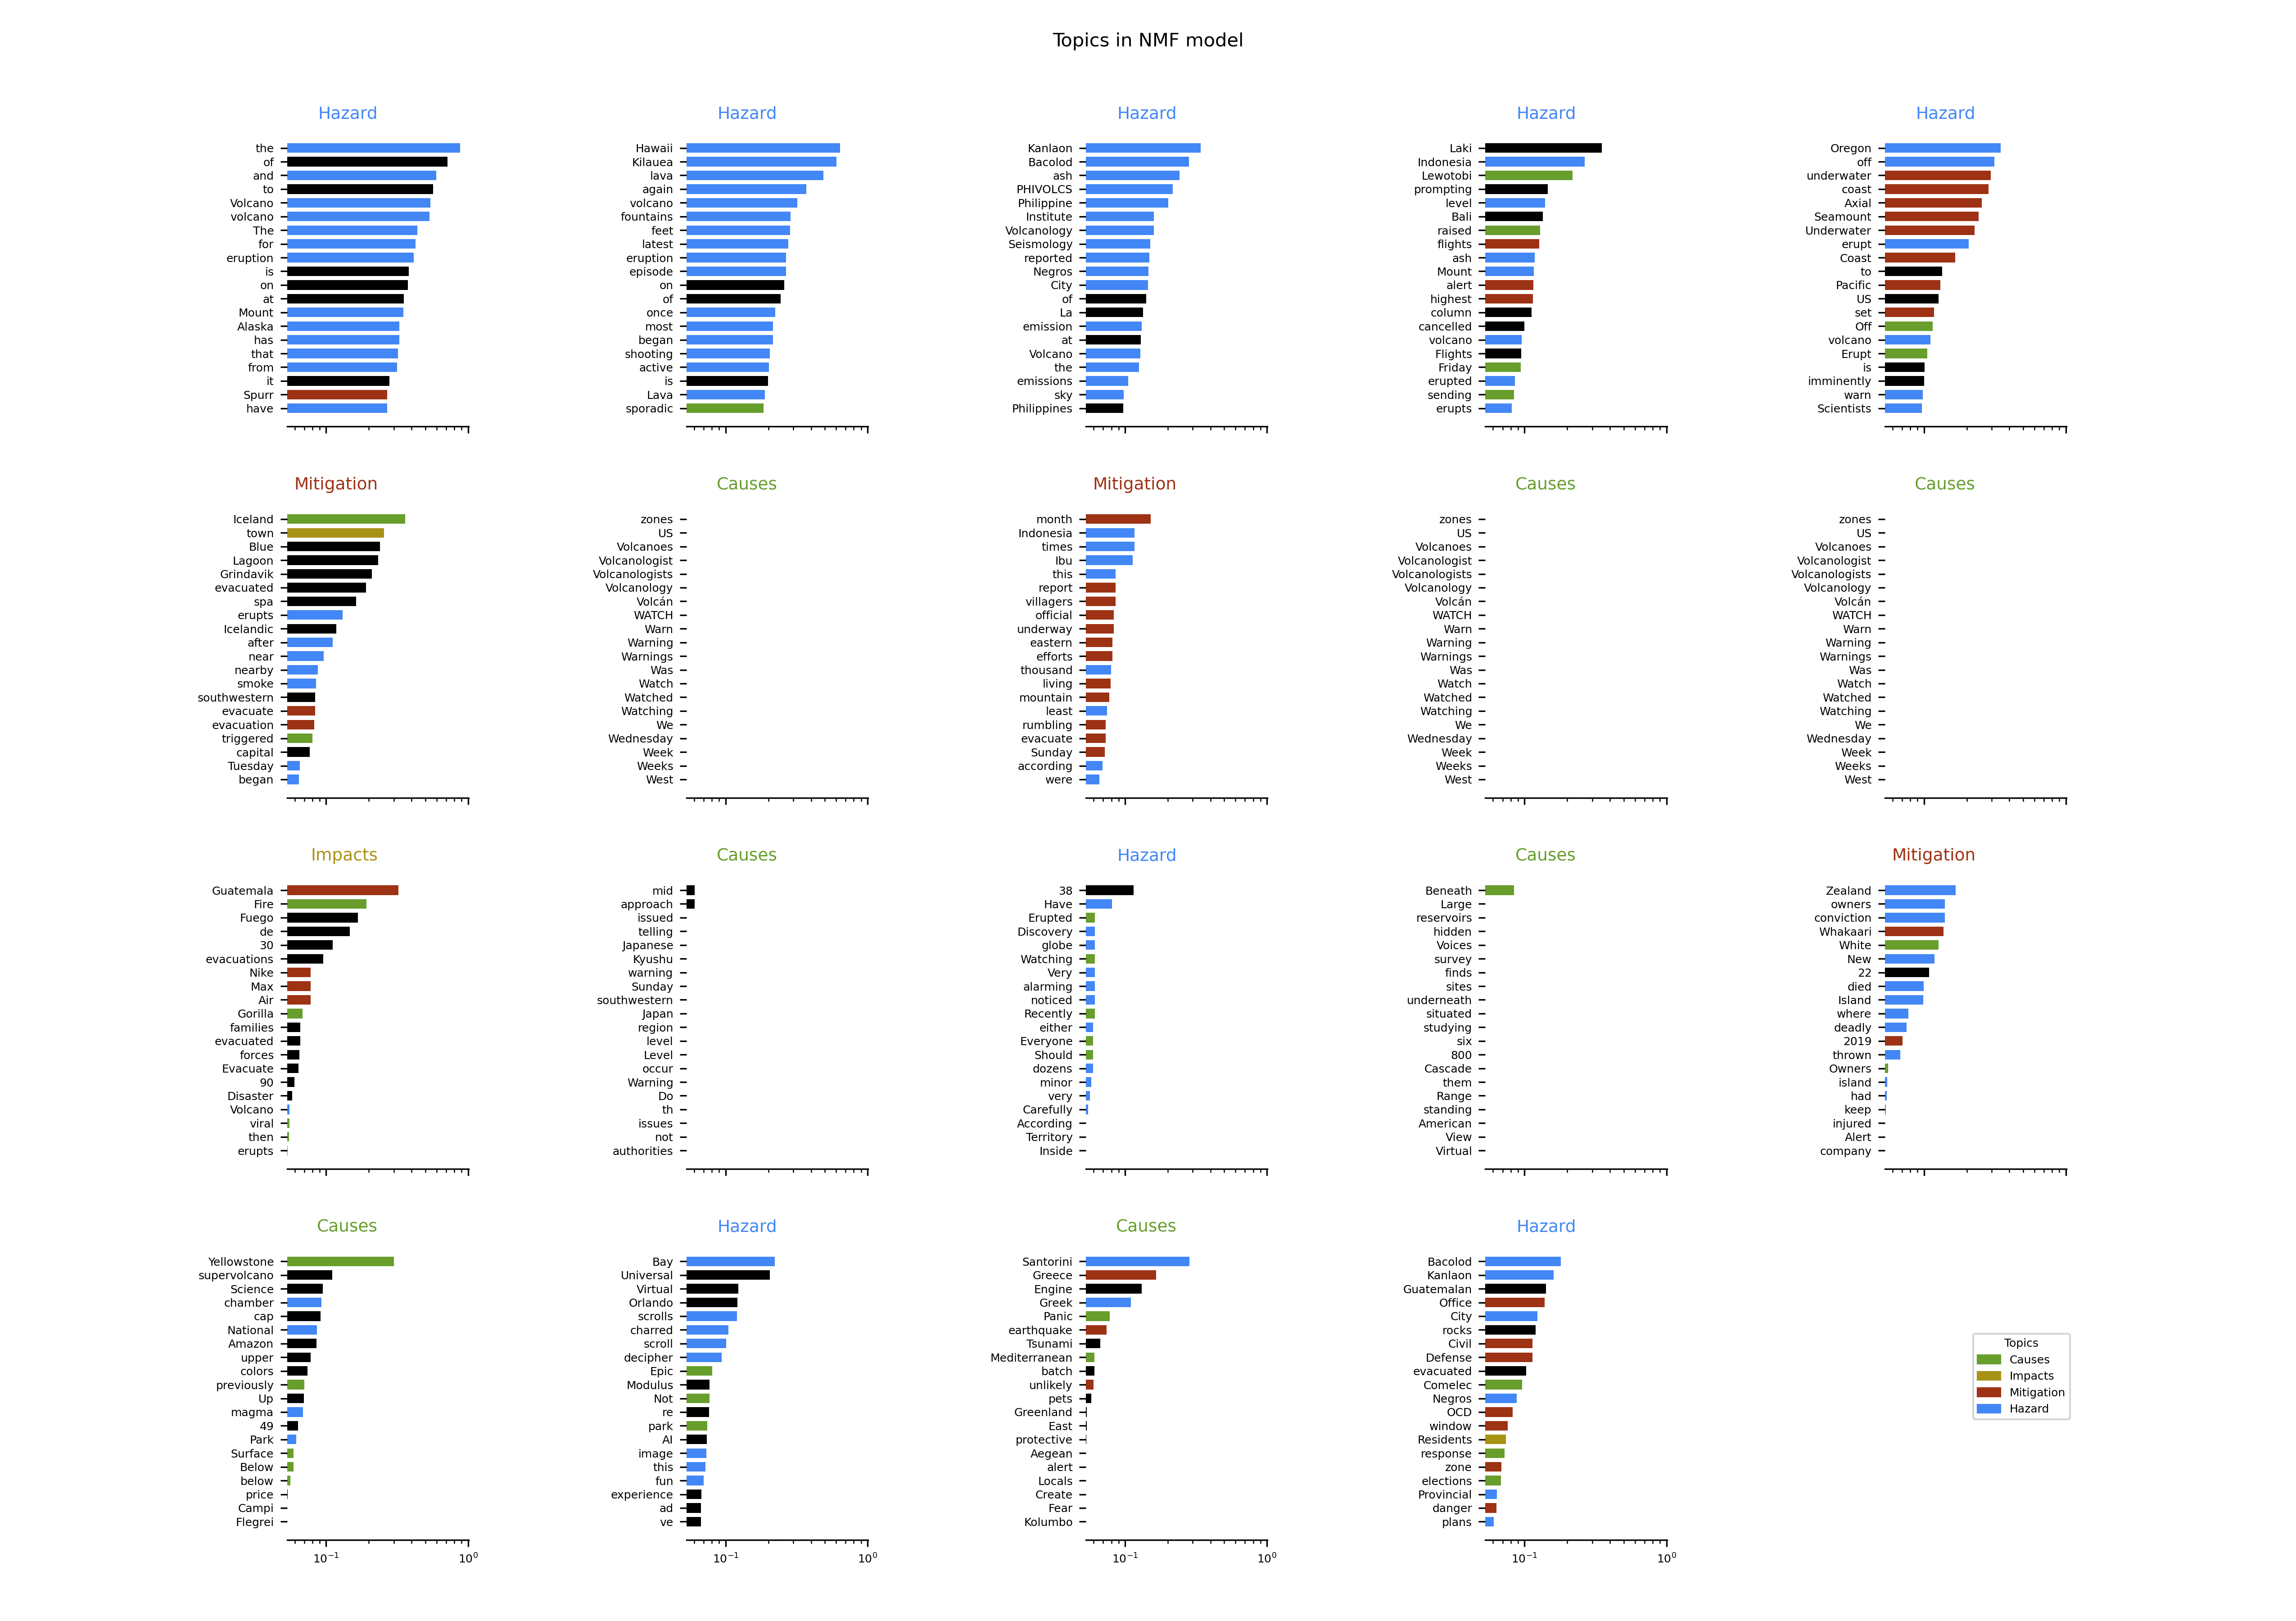 Topics in NMF model
Hazard
the
of
and
to
Volcano
volcano
The
for
eruption
is
on
at
Mount
Alaska
has
that
from
it
Spurr
have
Hazard
Hawaii
Kilauea
lava
again
volcano
fountains
feet
latest
eruption
episode
on
of
once
most
began
shooting
active
is
Lava
sporadic
Hazard
Kanlaon
Bacolod
ash
PHIVOLCS
Philippine
Institute
Volcanology
Seismology
reported
Negros
City
of
La
emission
at
Volcano
the
emissions
sky
Philippines
Hazard
Laki
Indonesia
Lewotobi
prompting
level
Bali
raised
flights
ash
Mount
alert
highest
column
cancelled
volcano
Flights
Friday
erupted
sending
erupts
Hazard
Oregon
off
underwater
coast
Axial
Seamount
Underwater
erupt
Coast
to
Pacific
US
set
Off
volcano
Erupt
is
imminently
warn
Scientists
Mitigation
Iceland
town
Blue
Lagoon
Grindavik
evacuated
spa
erupts
Icelandic
after
near
nearby
smoke
southwestern
evacuate
evacuation
triggered
capital
Tuesday
began
Causes
zones
US
Volcanoes
Volcanologist
Volcanologists
Volcanology
Volcán
WATCH
Warn
Warning
Warnings
Was
Watch
Watched
Watching
We
Wednesday
Week
Weeks
West
Mitigation
month
Indonesia
times
Ibu
this
report
villagers
official
underway
eastern
efforts
thousand
living
mountain
least
rumbling
evacuate
Sunday
according
were
Causes
zones
US
Volcanoes
Volcanologist
Volcanologists
Volcanology
Volcán
WATCH
Warn
Warning
Warnings
Was
Watch
Watched
Watching
We
Wednesday
Week
Weeks
West
Causes
zones
US
Volcanoes
Volcanologist
Volcanologists
Volcanology
Volcán
WATCH
Warn
Warning
Warnings
Was
Watch
Watched
Watching
We
Wednesday
Week
Weeks
West
Impacts
Guatemala
Fire
Fuego
de
30
evacuations
Nike
Max
Air
Gorilla
families
evacuated
forces
Evacuate
90
Disaster
Volcano
viral
then
erupts
Causes
mid
approach
issued
telling
Japanese
Kyushu
warning
Sunday
southwestern
Japan
region
level
Level
occur
Warning
Do
th
issues
not
authorities
Hazard
38
Have
Erupted
Discovery
globe
Watching
Very
alarming
noticed
Recently
either
Everyone
Should
dozens
minor
very
Carefully
According
Territory
Inside
Causes
Beneath
Large
reservoirs
hidden
Voices
survey
finds
sites
underneath
situated
studying
six
800
Cascade
them
Range
standing
American
View
Virtual
Mitigation
Zealand
owners
conviction
Whakaari
White
New
22
died
Island
where
deadly
2019
thrown
Owners
island
had
keep
injured
Alert
company
Causes
Yellowstone
supervolcano
Science
chamber
cap
National
Amazon
upper
colors
previously
Up
magma
49
Park
Surface
Below
below
price
Campi
Flegrei
10⁻¹ 10⁰
Hazard
Bay
Universal
Virtual
Orlando
scrolls
charred
scroll
decipher
Epic
Modulus
Not
re
park
AI
image
this
fun
experience
ad
ve
10⁻¹ 10⁰
Causes
Santorini
Greece
Engine
Greek
Panic
earthquake
Tsunami
Mediterranean
batch
unlikely
pets
Greenland
East
protective
Aegean
alert
Locals
Create
Fear
Kolumbo
10⁻¹ 10⁰
Hazard
Bacolod
Kanlaon
Guatemalan
Office
City
rocks
Civil
Defense
evacuated
Comelec
Negros
OCD
window
Residents
response
zone
elections
Provincial
danger
plans
10⁻¹ 10⁰
Topics
Causes
Impacts
Mitigation
Hazard